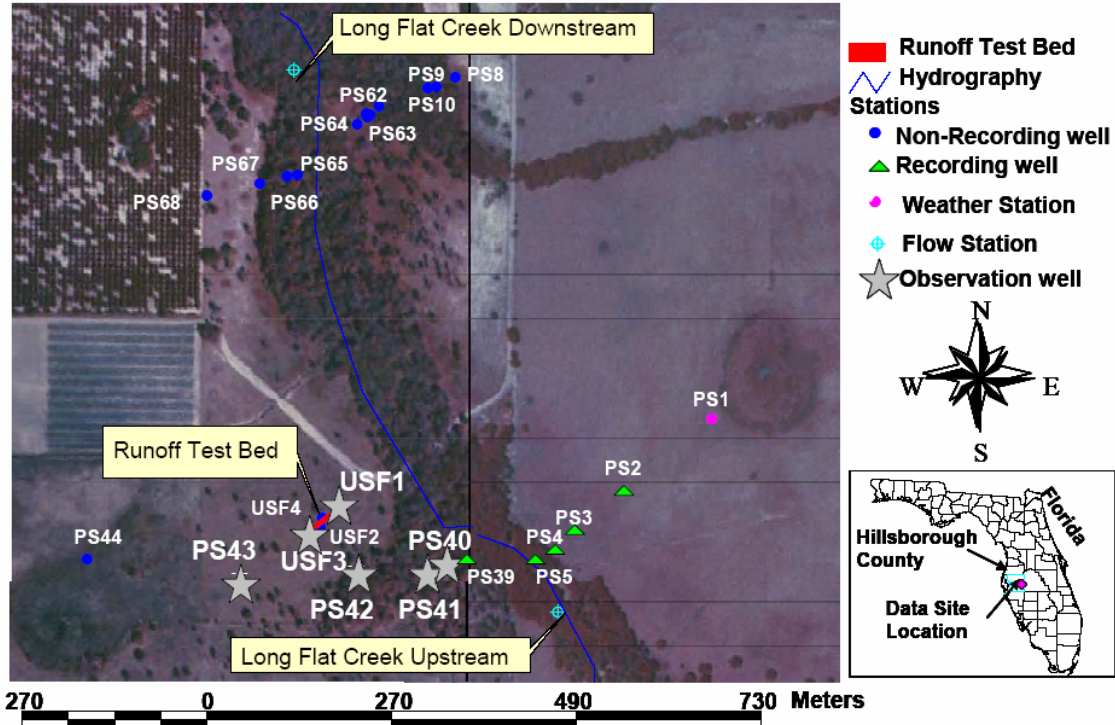 Long Flat Creek Downstream
PS9
PS8
PS10
PS62
PS64
PS63
PS67
PS65
PS68
PS66
PS1
Runoff Test Bed
USF1
PS2
USF4
USF2
PS3
PS44
PS43
USF3
PS40
PS4
PS39
PS5
PS42
PS41
Long Flat Creek Upstream
270
0
270
490
730
Meters
Runoff Test Bed
Hydrography
Stations
Non-Recording well
Recording well
Weather Station
Flow Station
Observation well
N
W
E
S
Florida
Hillsborough
County
Data Site
Location